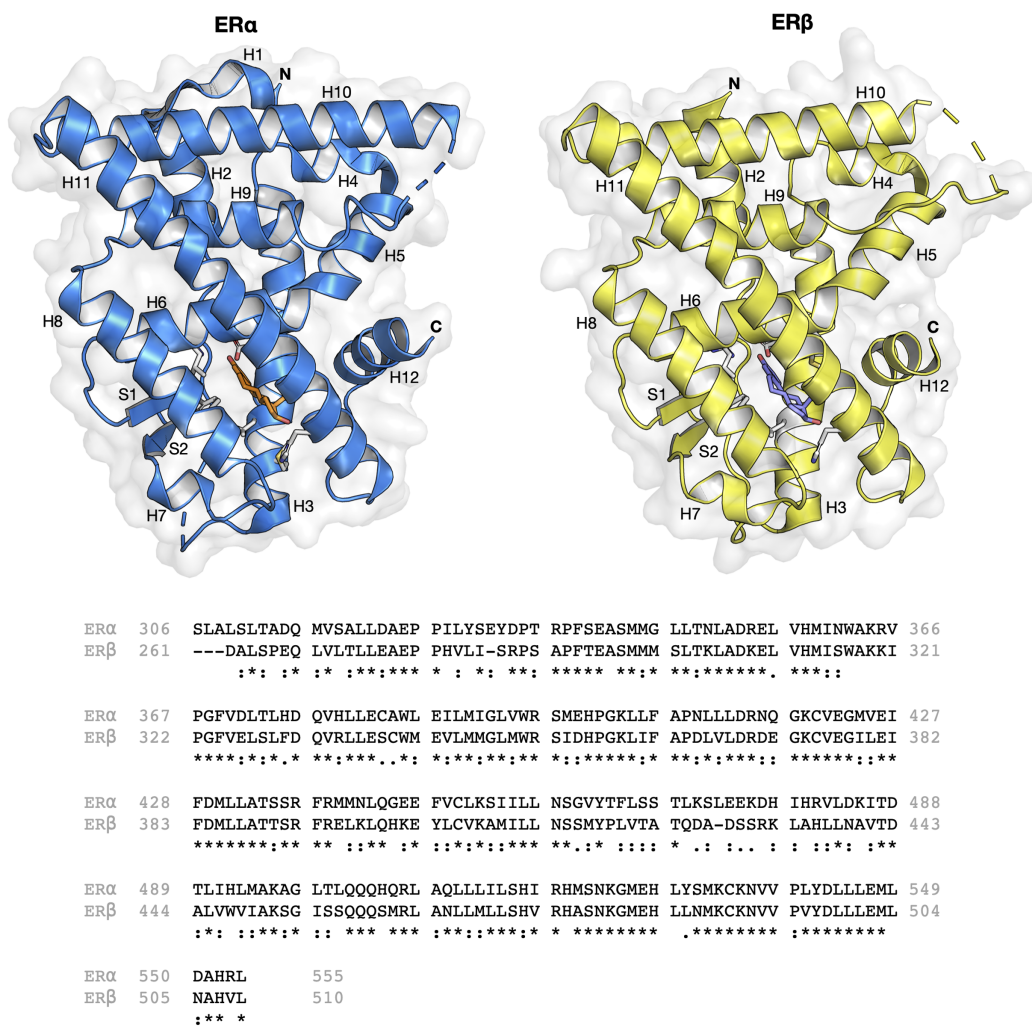 ERα ERβ
H1
N
N
H10
H10
H11
H2
H9
H4
H11
H2
H9
H4
H5
H5
H8
H6
C
H8
H6
C
S1
H12
S1
H12
S2
S2
H7
H3
H7
H3
ERα 306 SLALSLTADQ MVSALLDAEP PILYSEYDPT RPFSEASMMG LLTNLADREL VHMINWAKRV 366
ERβ 261 ---DALSPEQ LVLTLLEAEP PHVLI-SRPS APFTEASMMM SLTKLADKEL VHMISWAKKI 321
:*: :* :* ::*::*** * : *: **: ***** ** **:******. ***::
ERα 367 PGFVDLTLHD QVHLLECAWL EILMIGLVWR SMEHPGKLLF APNLLLDRNQ GKCVEGMVEI 427
ERβ 322 PGFVELSLFD QVRLLESCWM EVLMMGLMWR SIDHPGKLIF APDLVLDRDE GKCVEGILEI 382
****:*:*.* **:***..*: *:**:**:** *::*****:* **:*:***:: ******::**
ERα 428 FDMLLATSSR FRMMNLQGEE FVCLKSIILL NSGVYTFLSS TLKSLEEKDH IHRVLDKITD 488
ERβ 383 FDMLLATTSR FRELKLQHKE YLCVKAMILL NSSMYPLVTA TQDA-DSSRK LAHLLNAVTD 443
*******:** ** ::** :* ::*:*::*** **.:* :::: * .: :.. : : ::*: :**
ERα 489 TLIHLMAKAG LTLQQQHQRL AQLLLILSHI RHMSNKGMEH LYSMKCKNVV PLYDLLLEML 549
ERβ 444 ALVWVIAKSG ISSQQQSMRL ANLLMLLSHV RHASNKGMEH LLNMKCKNVV PVYDLLLEML 504
:*: ::**:* :: *** *** *:**::***:* ** ******** * .******** *:********
ERα 550 DAHRL 555
ERβ 505 NAHVL 510
:** *